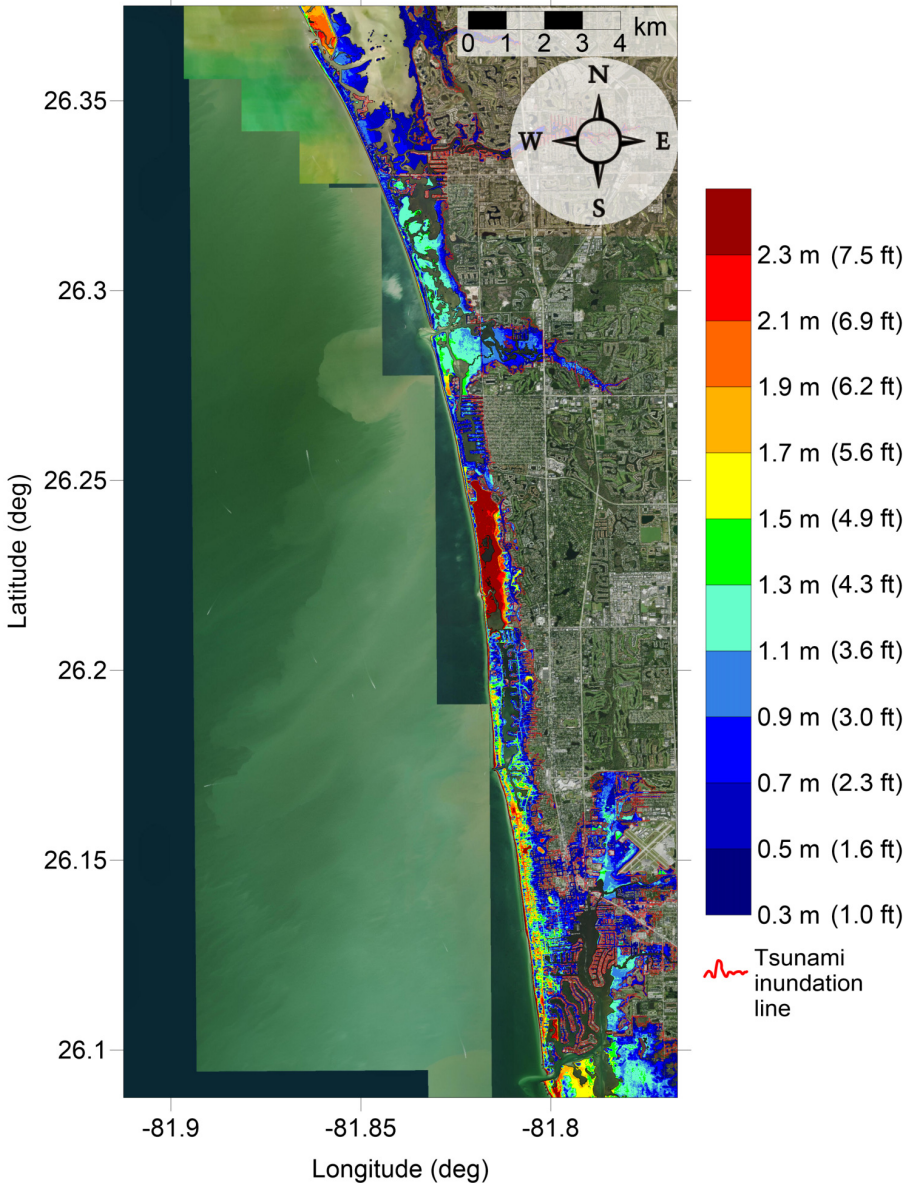 km
0 1 2 3 4
N
W E
S
26.35
26.3
26.25
26.2
26.15
26.1
Latitude (deg)
-81.9 -81.85 -81.8
Longitude (deg)
2.3 m (7.5 ft)
2.1 m (6.9 ft)
1.9 m (6.2 ft)
1.7 m (5.6 ft)
1.5 m (4.9 ft)
1.3 m (4.3 ft)
1.1 m (3.6 ft)
0.9 m (3.0 ft)
0.7 m (2.3 ft)
0.5 m (1.6 ft)
0.3 m (1.0 ft)
Tsunami
inundation
line